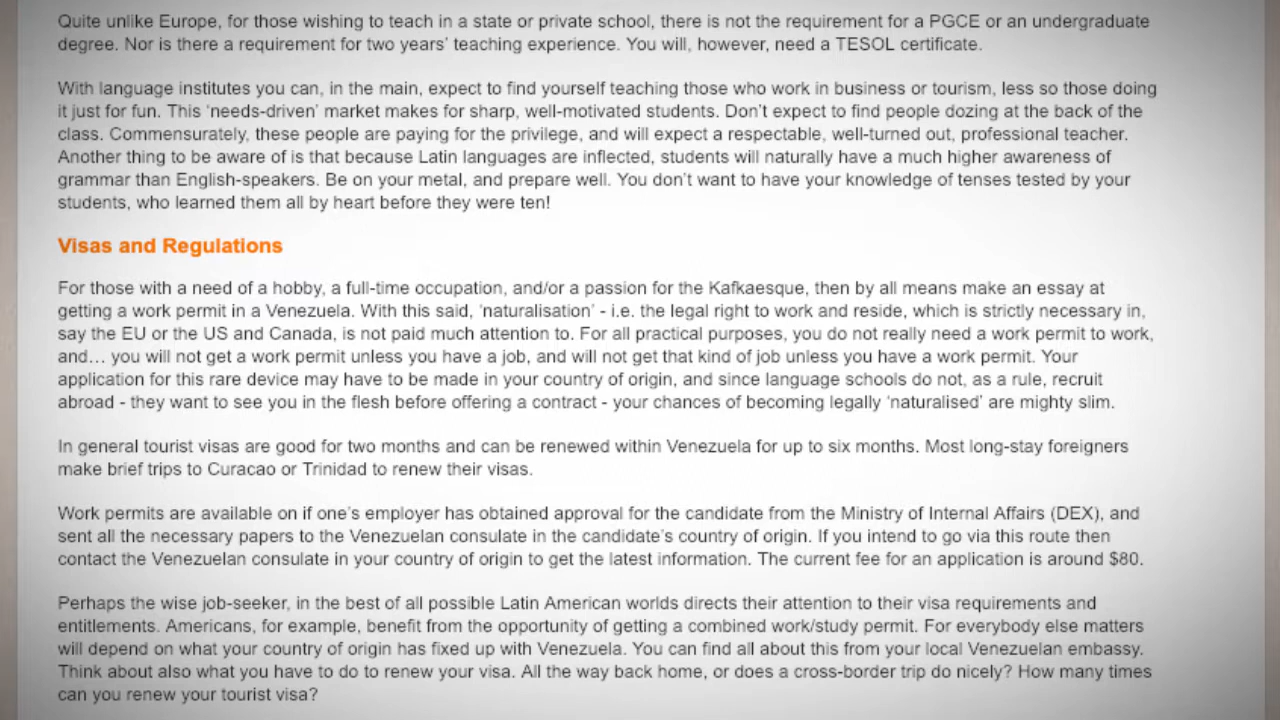 Quite unlike Europe, for those wishing to teach in a state or private school, there is not the requirement for a PGCE or an undergraduate
degree. Nor is there a requirement for two years’ teaching experience. You will, however, need a TESOL certificate.
With language institutes you can, in the main, expect to find yourself teaching those who work in business or tourism, less so those doing
it just for fun. This ‘needs-driven’ market makes for sharp, well-motivated students. Don’t expect to find people dozing at the back of the
class. Commensurately, these people are paying for the privilege, and will expect a respectable, well-turned out, professional teacher.
Another thing to be aware of is that because Latin languages are inflected, students will naturally have a much higher awareness of
grammar than English-speakers. Be on your metal, and prepare well. You don’t want to have your knowledge of tenses tested by your
students, who learned them all by heart before they were ten!
Visas and Regulations
For those with a need of a hobby, a full-time occupation, and/or a passion for the Kafkaesque, then by all means make an essay at
getting a work permit in a Venezuela. With this said, ‘naturalisation’ - i.e. the legal right to work and reside, which is strictly necessary in,
say the EU or the US and Canada, is not paid much attention to. For all practical purposes, you do not really need a work permit to work,
and… you will not get a work permit unless you have a job, and will not get that kind of job unless you have a work permit. Your
application for this rare device may have to be made in your country of origin, and since language schools do not, as a rule, recruit
abroad - they want to see you in the flesh before offering a contract - your chances of becoming legally ‘naturalised’ are mighty slim.
In general tourist visas are good for two months and can be renewed within Venezuela for up to six months. Most long-stay foreigners
make brief trips to Curacao or Trinidad to renew their visas.
Work permits are available on if one’s employer has obtained approval for the candidate from the Ministry of Internal Affairs (DEX), and
sent all the necessary papers to the Venezuelan consulate in the candidate’s country of origin. If you intend to go via this route then
contact the Venezuelan consulate in your country of origin to get the latest information. The current fee for an application is around $80.
Perhaps the wise job-seeker, in the best of all possible Latin American worlds directs their attention to their visa requirements and
entitlements. Americans, for example, benefit from the opportunity of getting a combined work/study permit. For everybody else matters
will depend on what your country of origin has fixed up with Venezuela. You can find all about this from your local Venezuelan embassy.
Think about also what you have to do to renew your visa. All the way back home, or does a cross-border trip do nicely? How many times
can you renew your tourist visa?